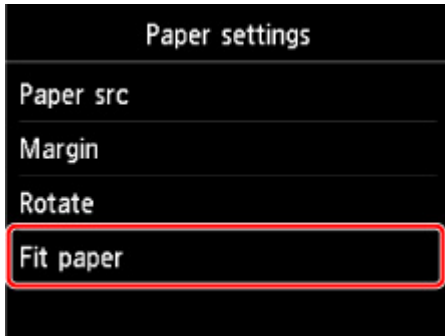 Paper settings
Paper src
Margin
Rotate
Fit paper